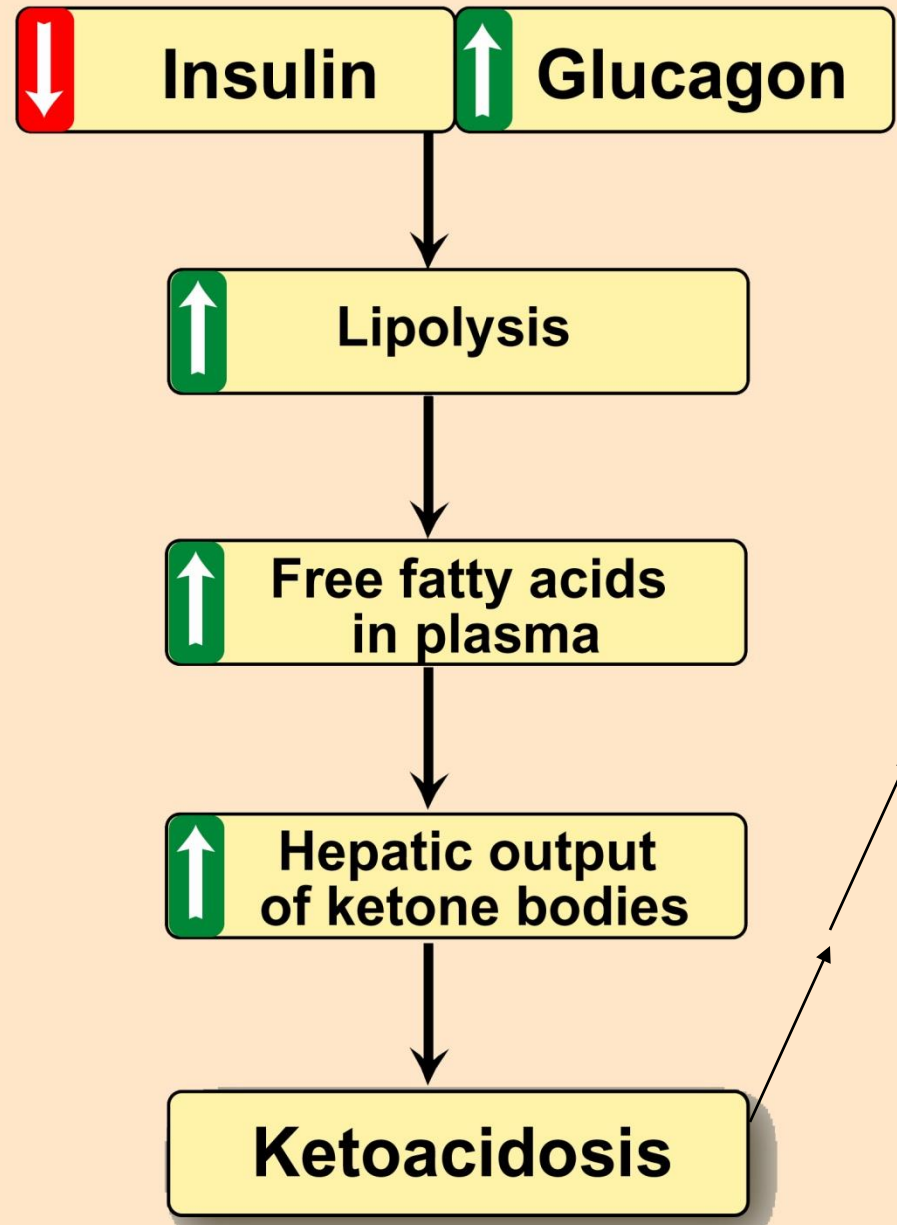 Insulin
Glucagon
Lipolysis
Free fatty acids
in plasma
Hepatic output
of ketone bodies
Ketoacidosis